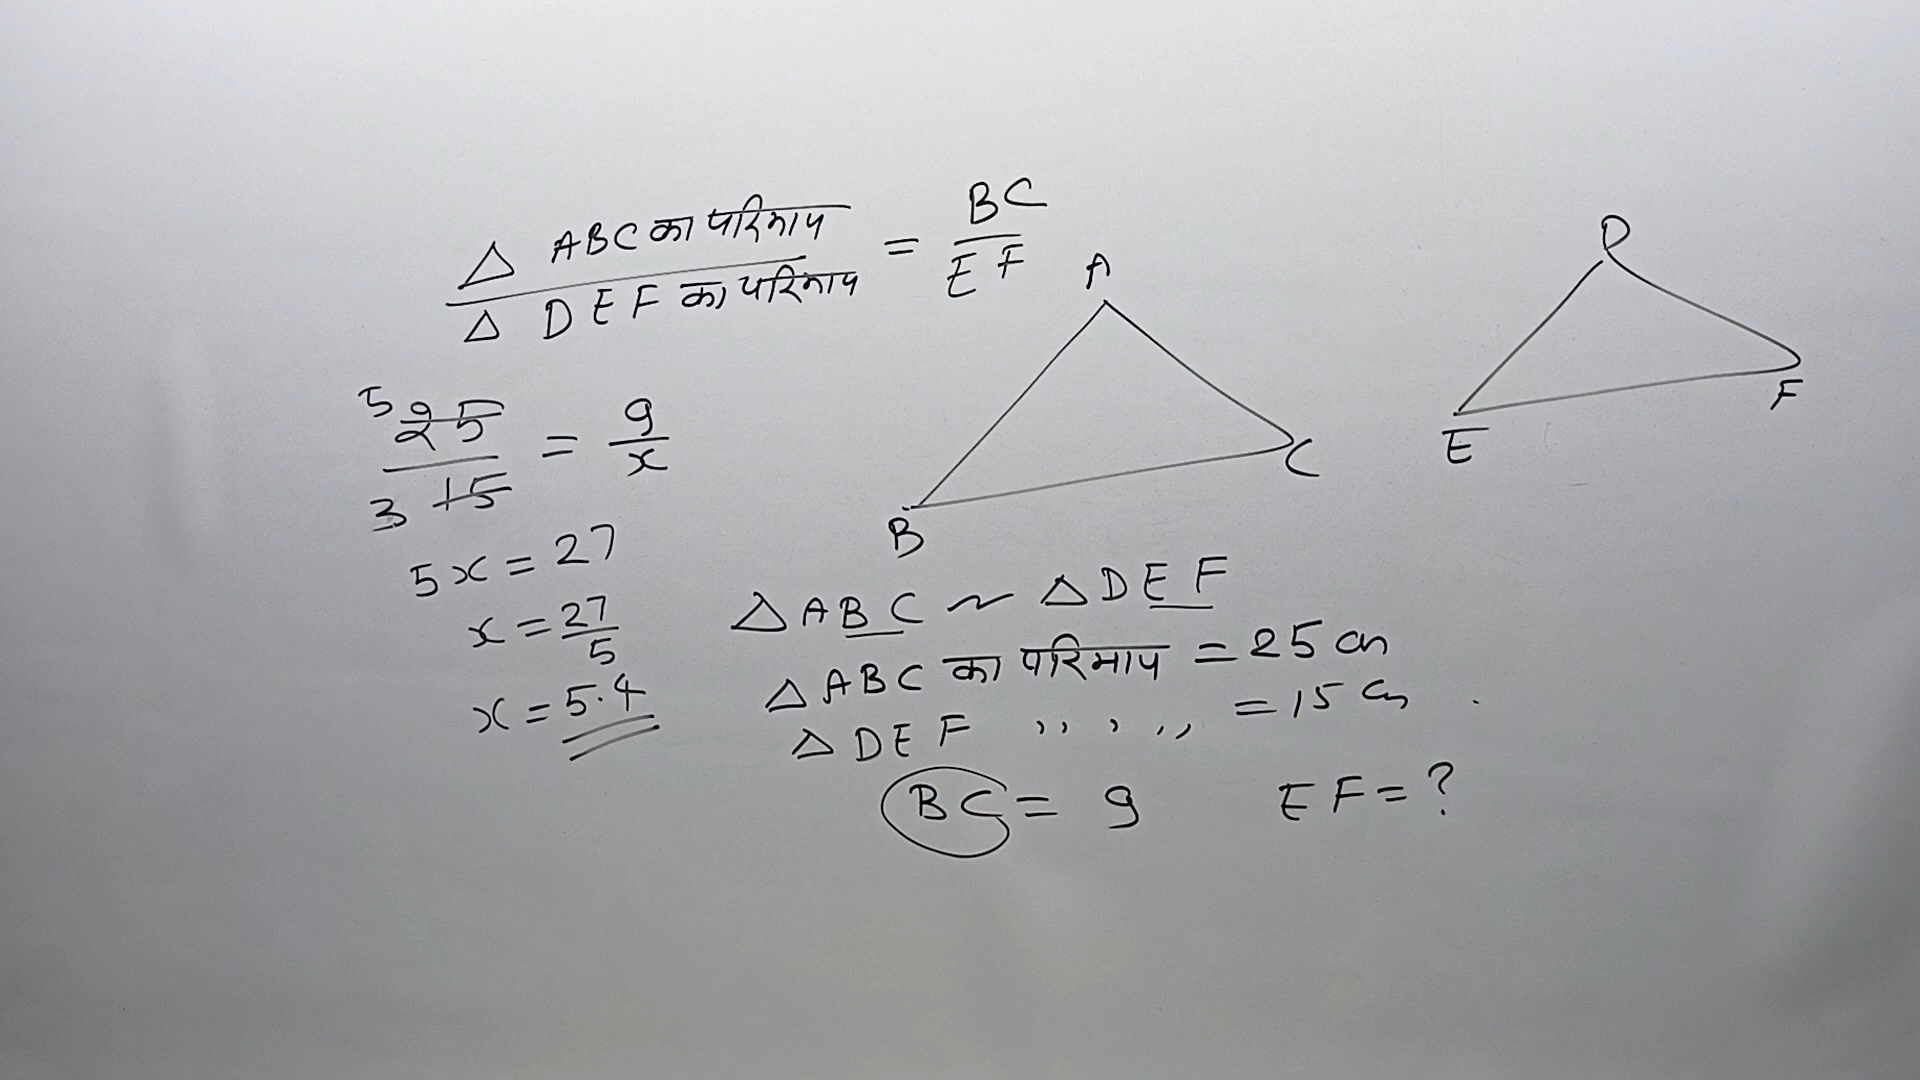 △ ABC का परिमाप / △ DEF का परिमाप = BC / EF
A
B
C
D
E
F
5 25 / 3 15 = 9 / x
5x = 27
x = 27/5
x = 5.4
△ABC ~ △DEF
△ABC का परिमाप = 25 cm
△DEF ,, , ,, = 15 cm
BC = 9 EF = ?